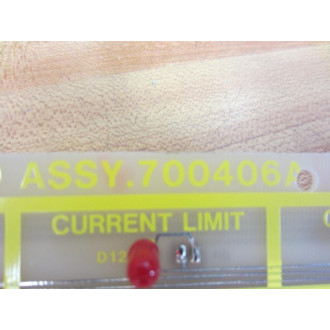 ASSY.700406A
CURRENT LIMIT
D12